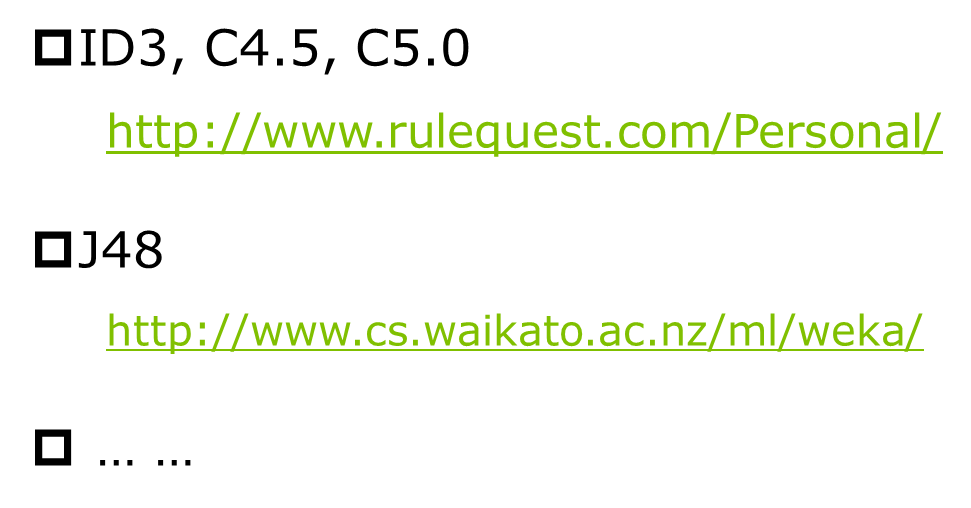 ID3, C4.5, C5.0
http://www.rulequest.com/Personal/
J48
http://www.cs.waikato.ac.nz/ml/weka/
... ...